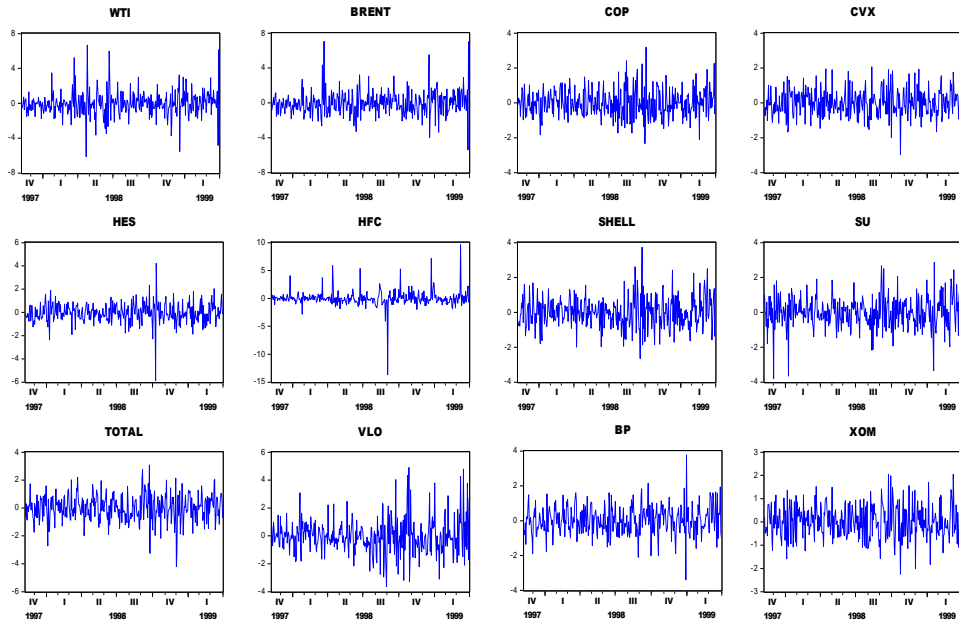 WTI BRENT COP CVX
8 8 4 4
4 4 2 2
0 0 0 0
-4 -4 -2 -2
-8 -8 -4 -4
IV I II III IV I IV I II III IV I IV I II III IV I IV I II III IV I
1997 1998 1999 1997 1998 1999 1997 1998 1999 1997 1998 1999
HES HFC SHELL SU
6 10 4 4
4 5 2 2
2 0 0 0
0 -5 -2 -2
-2 -10 -4 -4
-4 -15
-6
IV I II III IV I IV I II III IV I IV I II III IV I IV I II III IV I
1997 1998 1999 1997 1998 1999 1997 1998 1999 1997 1998 1999
TOTAL VLO BP XOM
4 6 4 3
2 4 2 2
0 2 0 1
-2 0 -2 0
-4 -2 -4 -1
-6 -4 -2
-3
IV I II III IV I IV I II III IV I IV I II III IV I IV I II III IV I
1997 1998 1999 1997 1998 1999 1997 1998 1999 1997 1998 1999